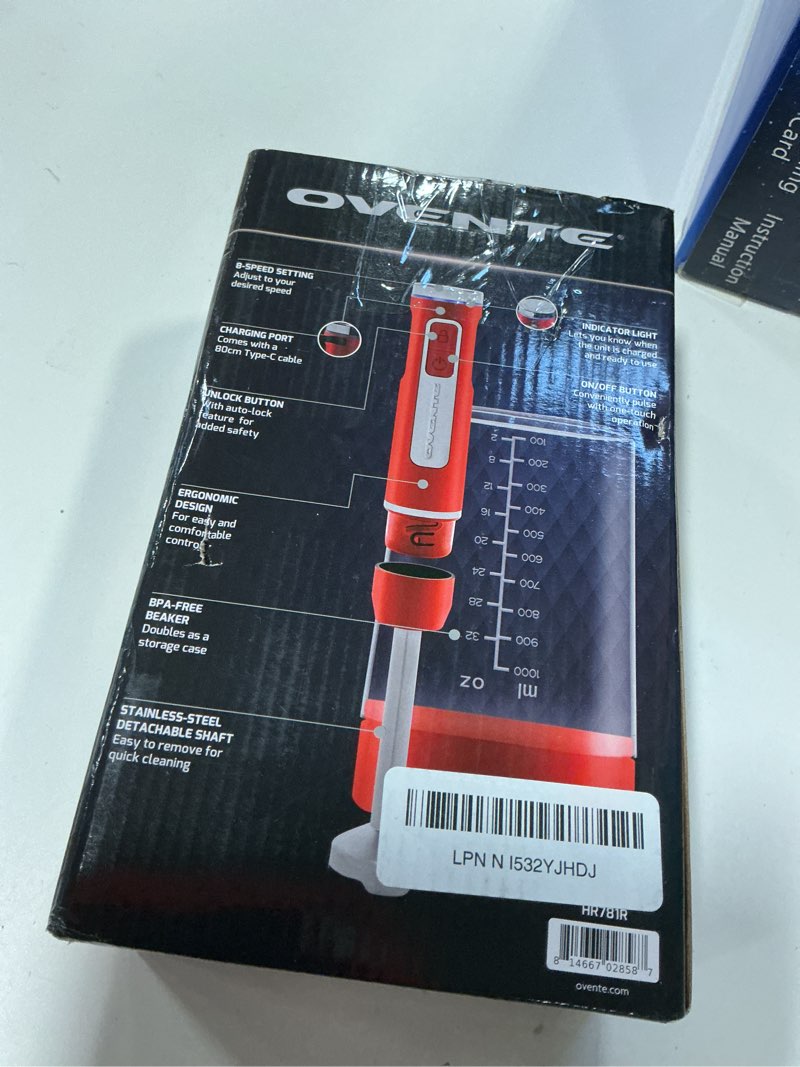 OVENTE
8-SPEED SETTING
Adjust to your
desired speed
CHARGING PORT
Comes with a
80cm Type-C cable
UNLOCK BUTTON
With auto-lock
feature for
added safety
ERGONOMIC
DESIGN
For easy and
comfortable
control
BPA-FREE
BEAKER
Doubles as a
storage case
STAINLESS-STEEL
DETACHABLE SHAFT
Easy to remove for
quick cleaning
INDICATOR LIGHT
Lets you know when
the unit is charged
and ready to use
ON/OFF BUTTON
Conveniently pulse
with one-touch
operation
OVENTE
2 100
8 200
12 300
16 400
20 500
600
24 700
28 800
32 900
1000
oz ml
LPN N I532YJHDJ
HR781R
8 14667 02858 7
ovente.com
Card
ing
Instruction
Manual